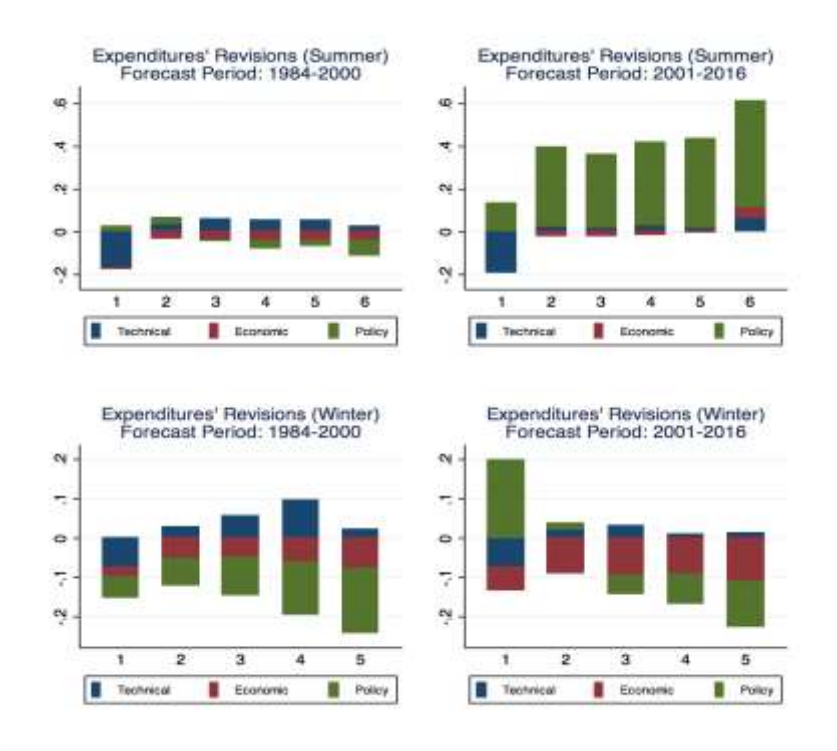 Expenditures' Revisions (Summer)
Forecast Period: 1984-2000
.6
.4
.2
0
-.2
1 2 3 4 5 6
Technical Economic Policy
Expenditures' Revisions (Summer)
Forecast Period: 2001-2016
.6
.4
.2
0
-.2
1 2 3 4 5 6
Technical Economic Policy
Expenditures' Revisions (Winter)
Forecast Period: 1984-2000
.2
.1
0
-.1
-.2
1 2 3 4 5
Technical Economic Policy
Expenditures' Revisions (Winter)
Forecast Period: 2001-2016
.2
.1
0
-.1
-.2
1 2 3 4 5
Technical Economic Policy